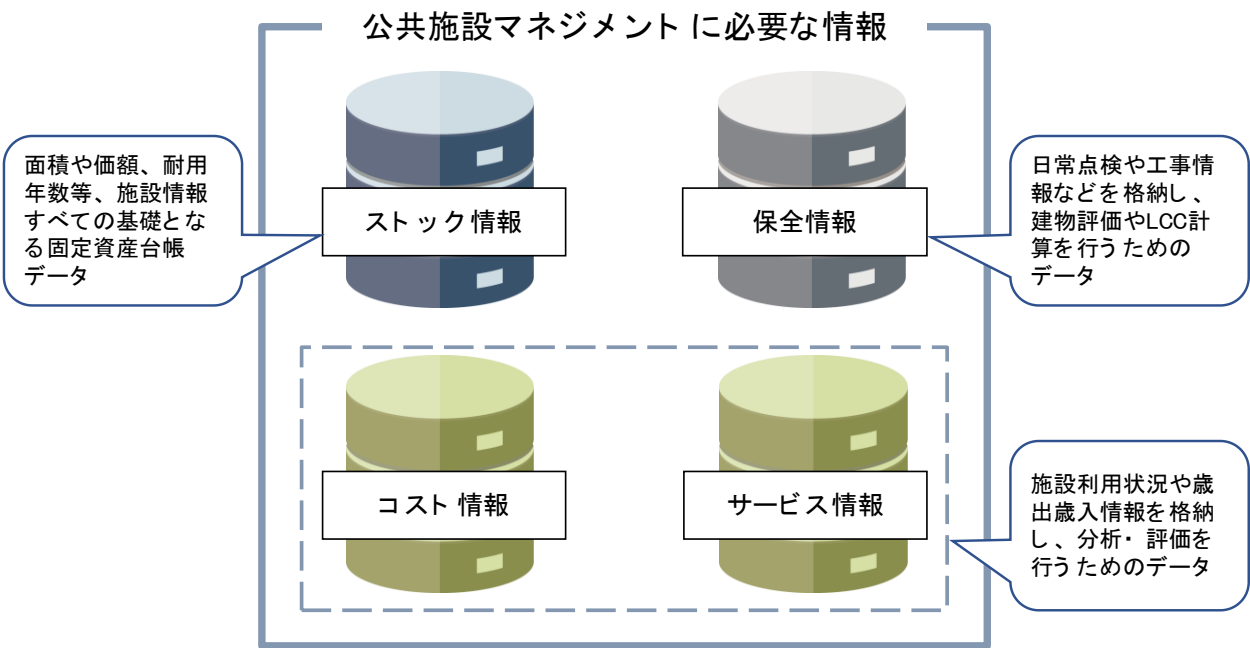 公共施設マネジメントに必要な情報
面積や価額、耐用
年数等、施設情報
すべての基礎とな
る固定資産台帳
データ
ストック情報
保全情報
日常点検や工事情
報などを格納し、
建物評価やLCC計
算を行うための
データ
コスト情報
サービス情報
施設利用状況や歳
出歳入情報を格納
し、分析・評価を
行うためのデータ